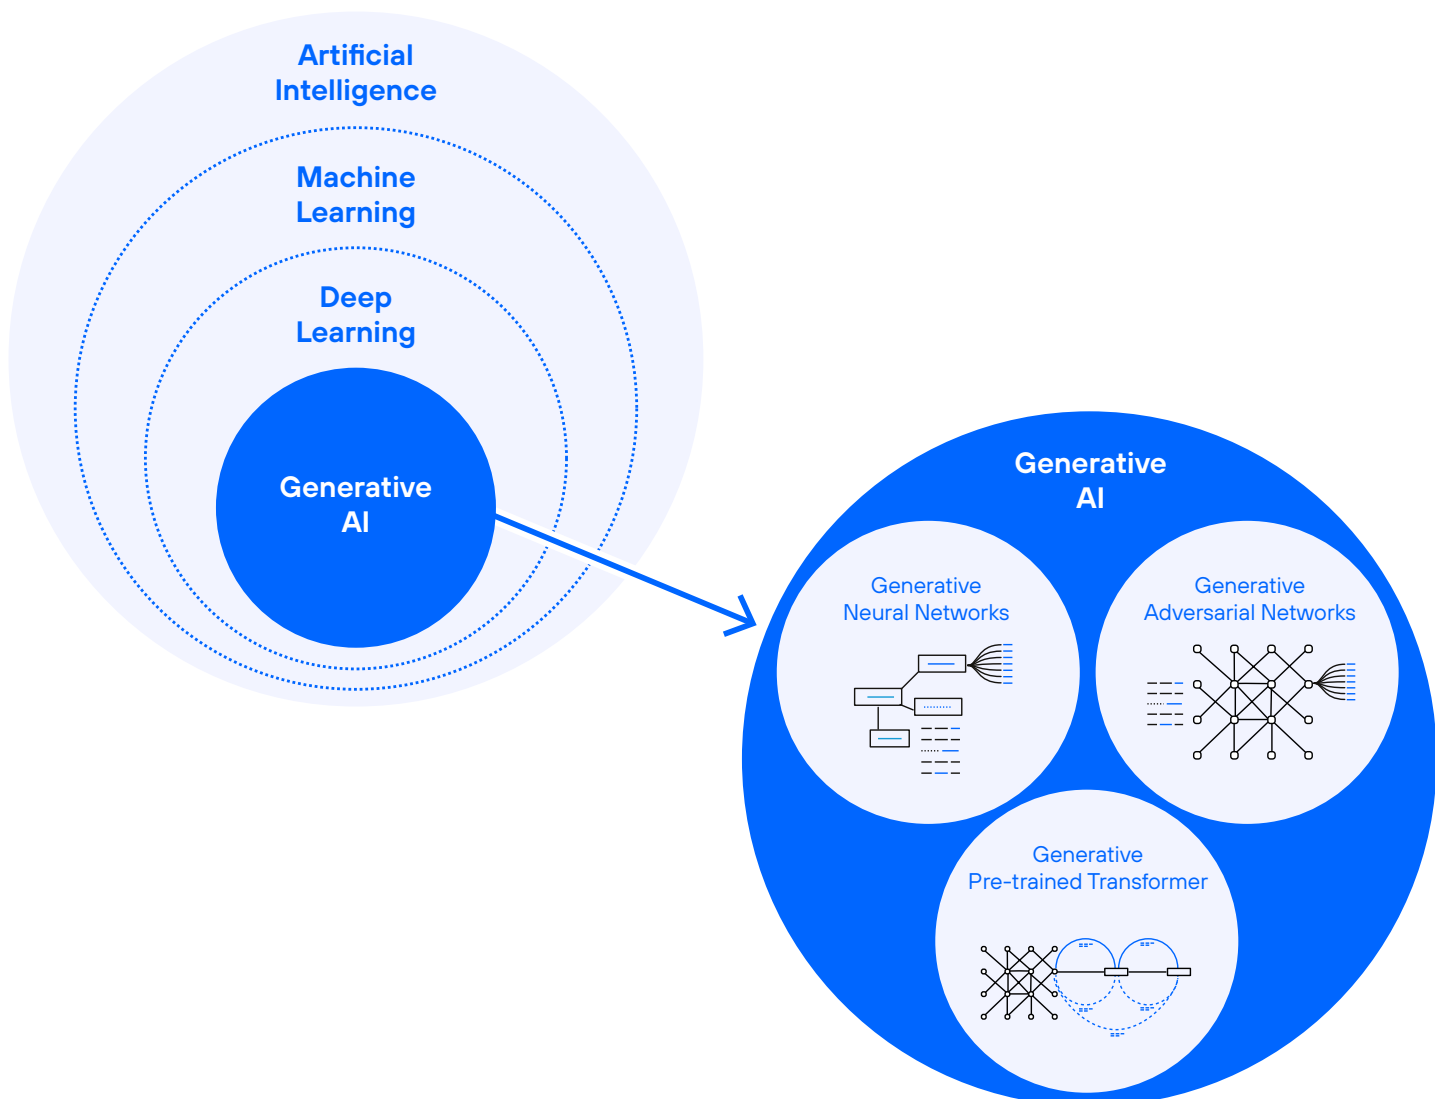 Artificial
Intelligence
Machine
Learning
Deep
Learning
Generative
AI
Generative
AI
Generative
Neural Networks
Generative
Adversarial Networks
Generative
Pre-trained Transformer